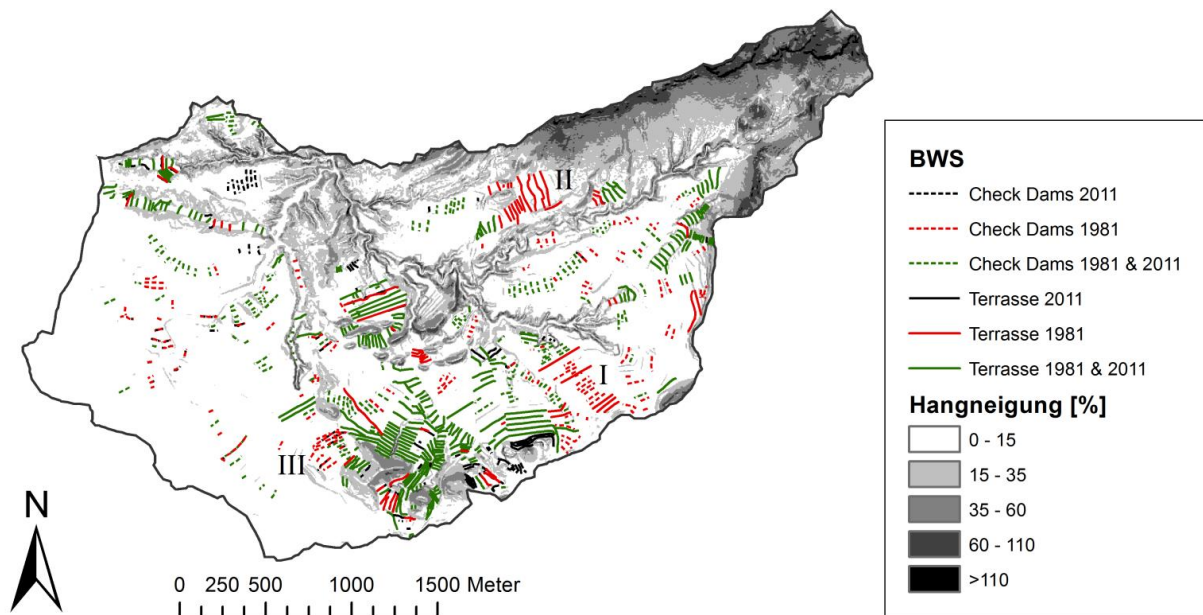 II
I
III
N
0 250 500 1000 1500 Meter
BWS
Check Dams 2011
Check Dams 1981
Check Dams 1981 & 2011
Terrasse 2011
Terrasse 1981
Terrasse 1981 & 2011
Hangneigung [%]
0 - 15
15 - 35
35 - 60
60 - 110
>110